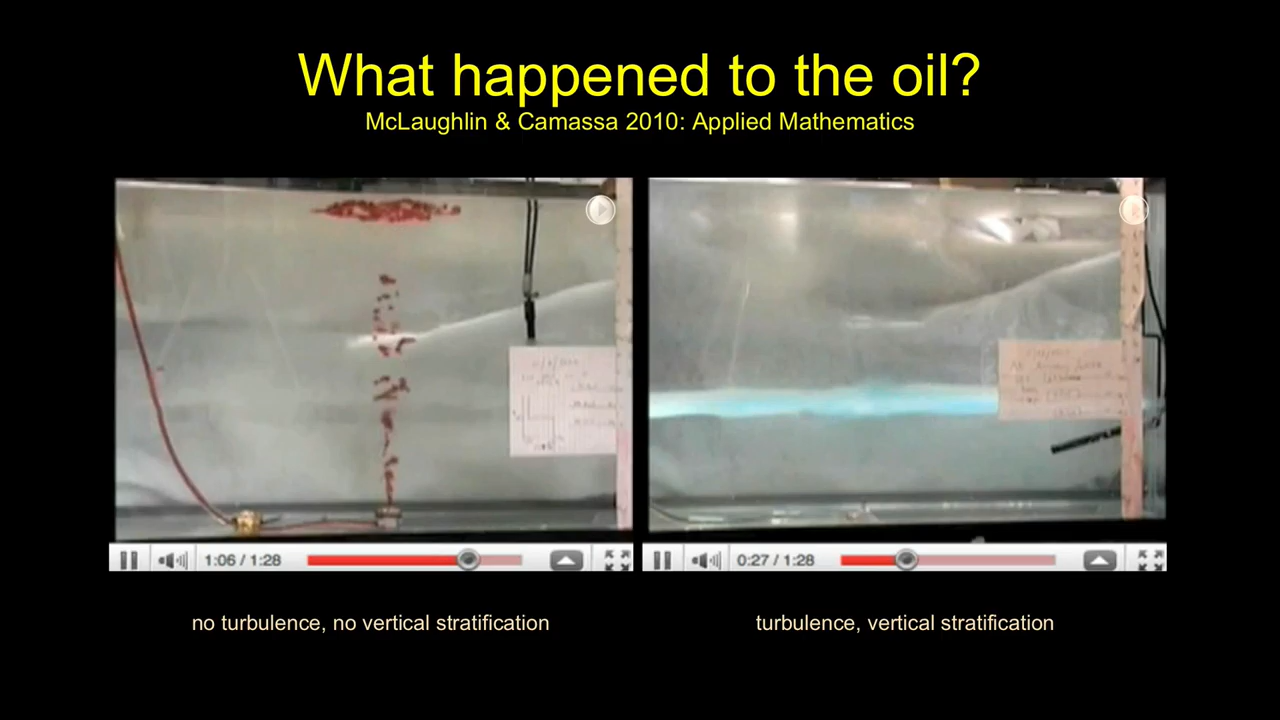 What happened to the oil?
McLaughlin & Camassa 2010: Applied Mathematics
1:06 / 1:28
0:27 / 1:28
no turbulence, no vertical stratification
turbulence, vertical stratification